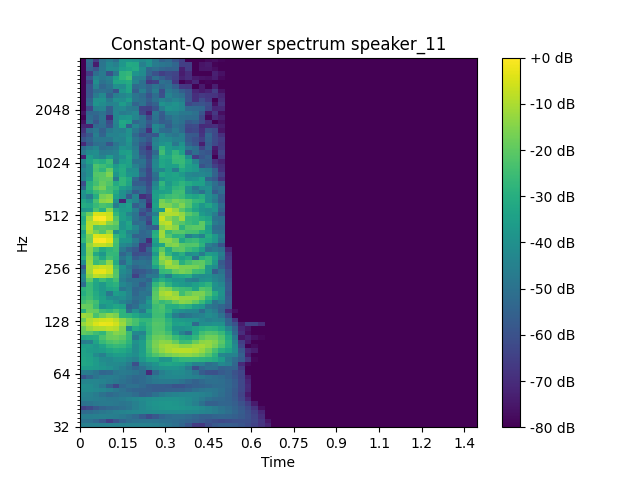 Constant-Q power spectrum speaker_11
+0 dB
-10 dB
-20 dB
-30 dB
-40 dB
-50 dB
-60 dB
-70 dB
-80 dB
2048
1024
512
256
128
64
32
Hz
0 0.15 0.3 0.45 0.6 0.75 0.9 1.1 1.2 1.4
Time